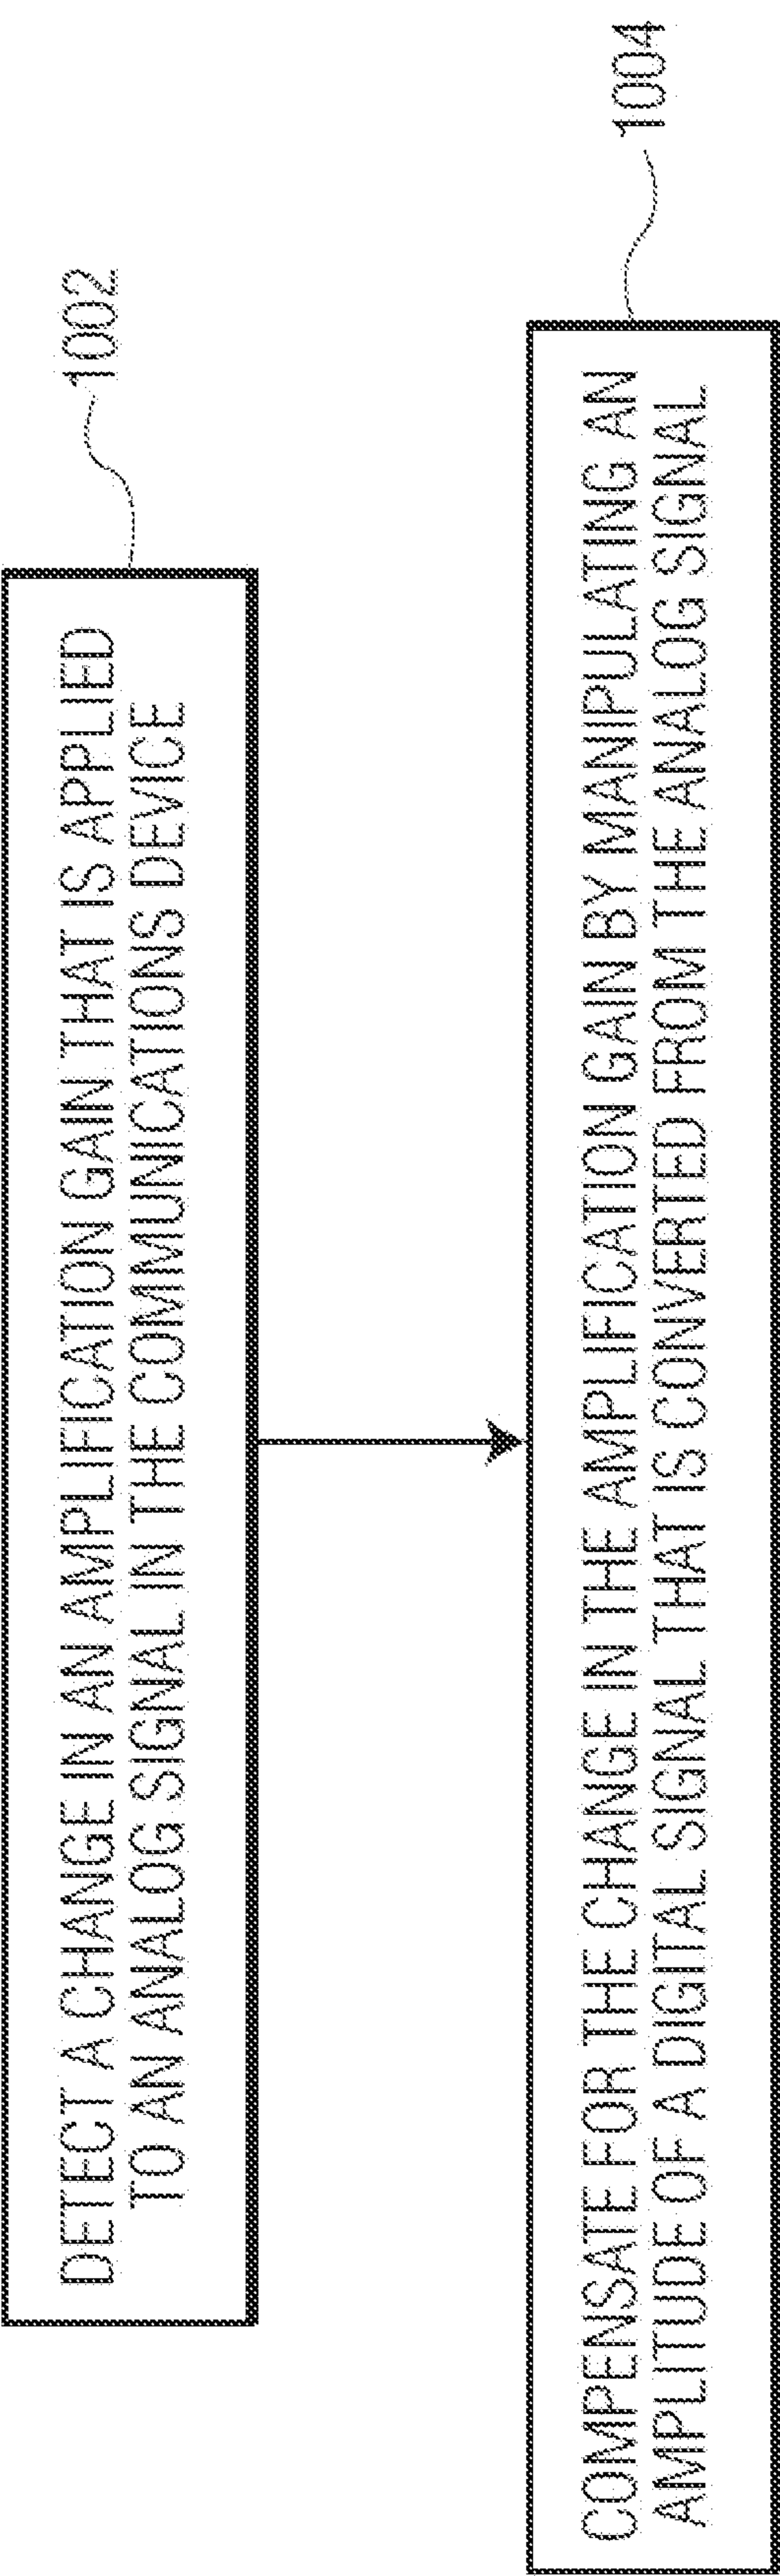 DETECT A CHANGE IN AN AMPLIFICATION GAIN THAT IS APPLIED
TO AN ANALOG SIGNAL IN THE COMMUNICATIONS DEVICE
1002
COMPENSATE FOR THE CHANGE IN THE AMPLIFICATION GAIN BY MANIPULATING AN
AMPLITUDE OF A DIGITAL SIGNAL THAT IS CONVERTED FROM THE ANALOG SIGNAL
1004